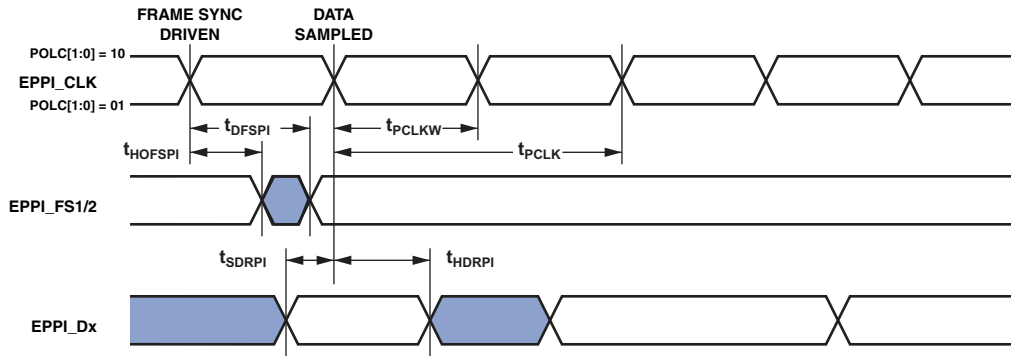 FRAME SYNC
DRIVEN
DATA
SAMPLED
POLC[1:0] = 10
EPPI_CLK
POLC[1:0] = 01
tDFSPI
tPCLKW
tHOFSPI
tPCLK
EPPI_FS1/2
tSDRPI
tHDRPI
EPPI_Dx